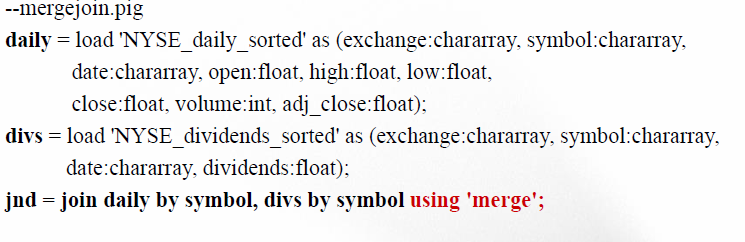 --mergejoin.pig
daily = load 'NYSE_daily_sorted' as (exchange:chararray, symbol:chararray,
date:chararray, open:float, high:float, low:float,
close:float, volume:int, adj_close:float);
divs = load 'NYSE_dividends_sorted' as (exchange:chararray, symbol:chararray,
date:chararray, dividends:float);
jnd = join daily by symbol, divs by symbol using 'merge';